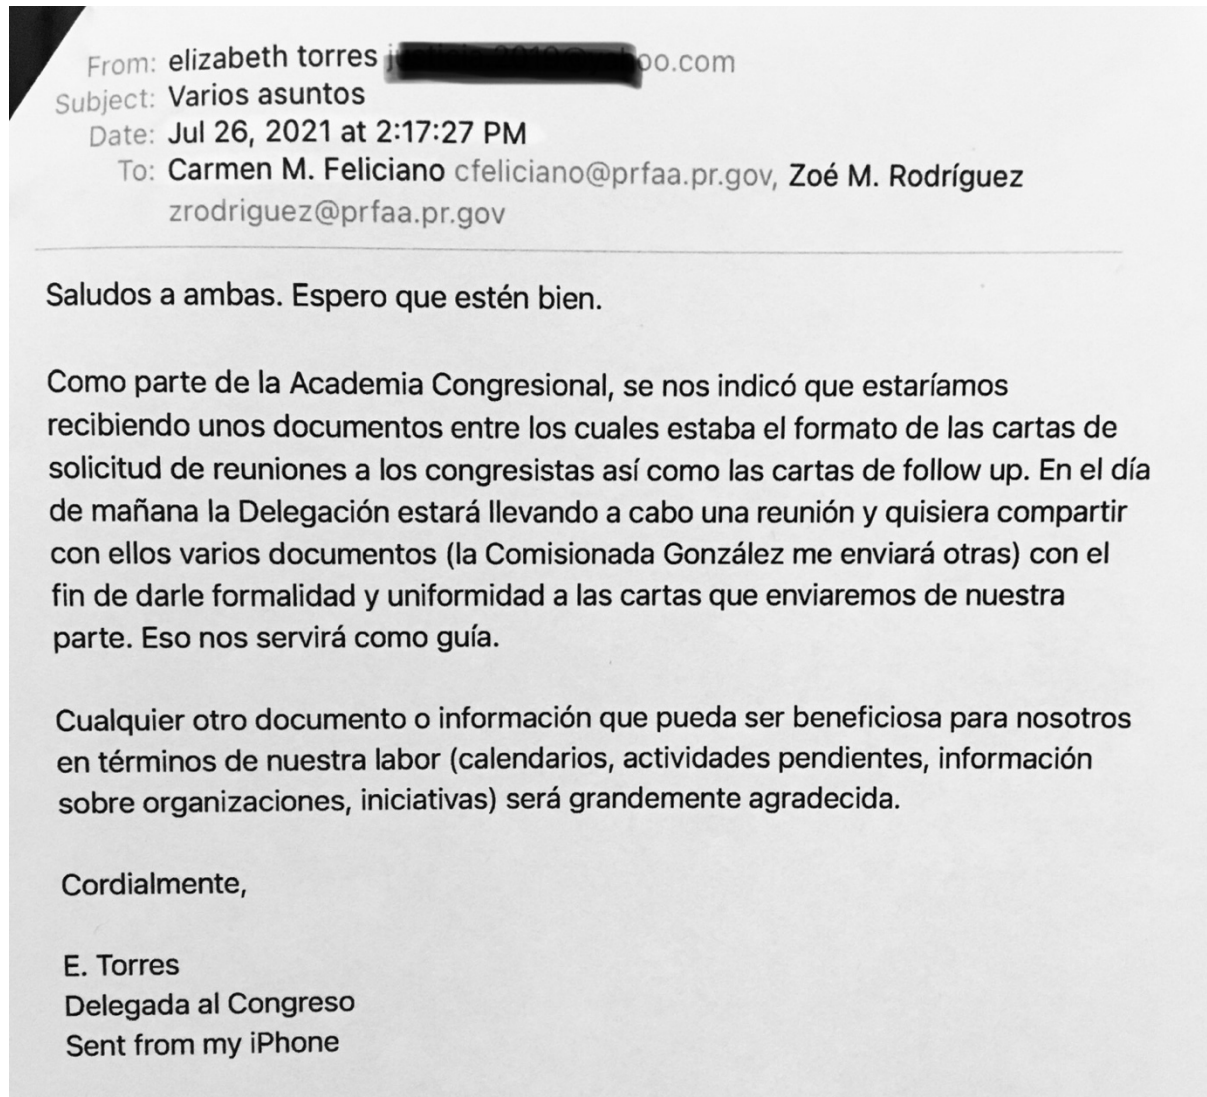 From: elizabeth torres oo.com
Subject: Varios asuntos
Date: Jul 26, 2021 at 2:17:27 PM
To: Carmen M. Feliciano cfeliciano@prfaa.pr.gov, Zoé M. Rodríguez
zrodriguez@prfaa.pr.gov
Saludos a ambas. Espero que estén bien.
Como parte de la Academia Congresional, se nos indicó que estaríamos
recibiendo unos documentos entre los cuales estaba el formato de las cartas de
solicitud de reuniones a los congresistas así como las cartas de follow up. En el día
de mañana la Delegación estará llevando a cabo una reunión y quisiera compartir
con ellos varios documentos (la Comisionada González me enviará otras) con el
fin de darle formalidad y uniformidad a las cartas que enviaremos de nuestra
parte. Eso nos servirá como guía.
Cualquier otro documento o información que pueda ser beneficiosa para nosotros
en términos de nuestra labor (calendarios, actividades pendientes, información
sobre organizaciones, iniciativas) será grandemente agradecida.
Cordialmente,
E. Torres
Delegada al Congreso
Sent from my iPhone